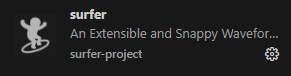 surfer
An Extensible and Snappy Wavefor...
surfer-project